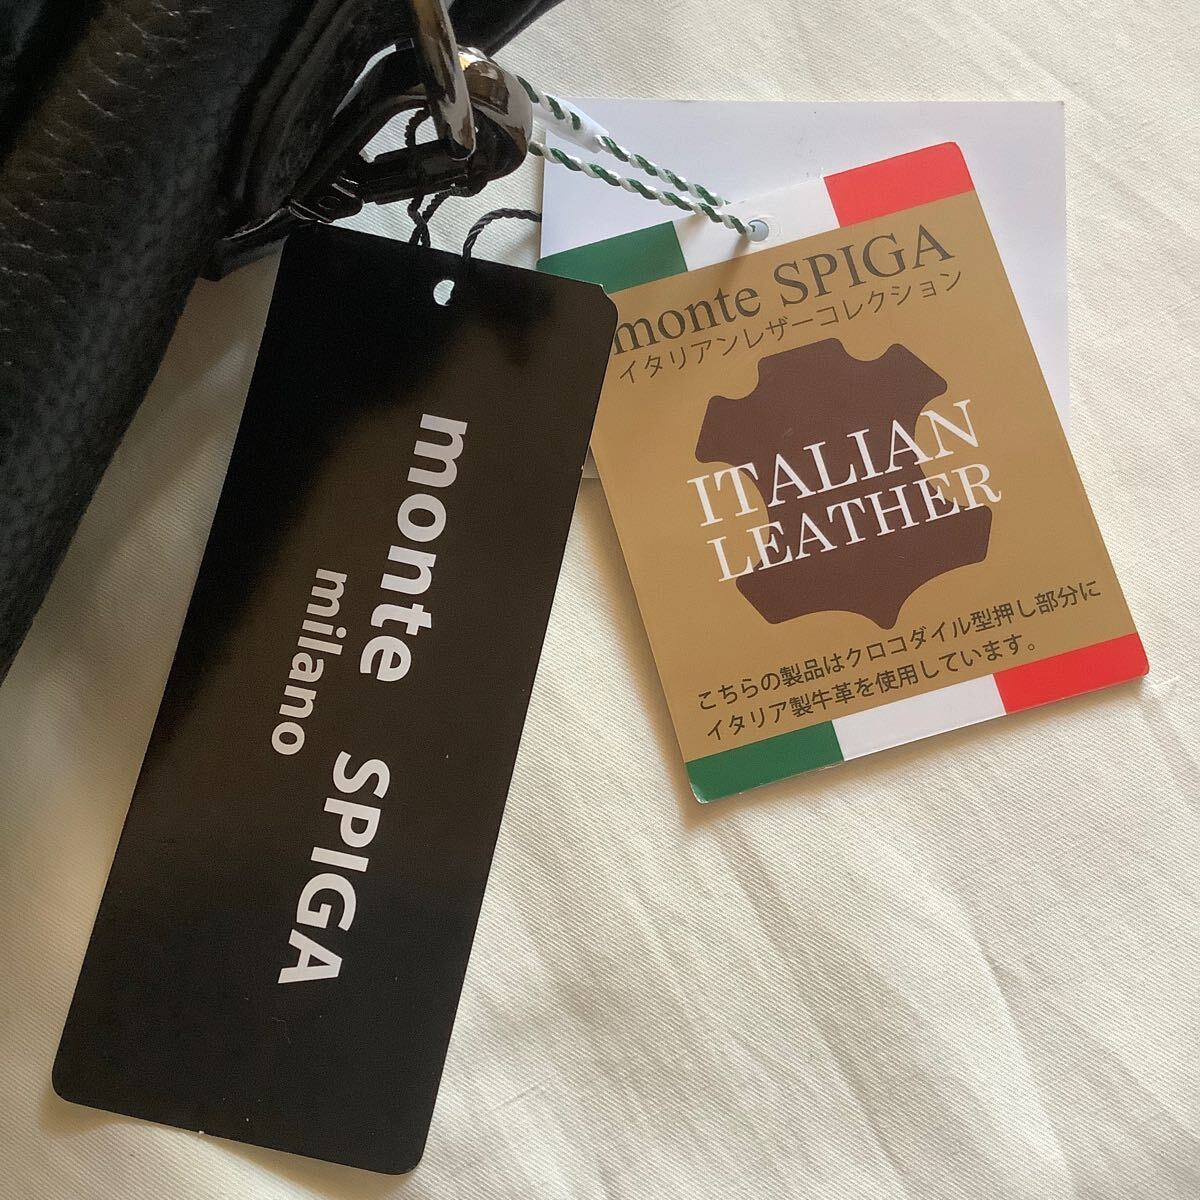 monte SPIGA
milano
monte SPIGA
イタリアンレザーコレクション
ITALIAN
LEATHER
こちらの製品はクロコダイル型押し部分に
イタリア製牛革を使用しています。